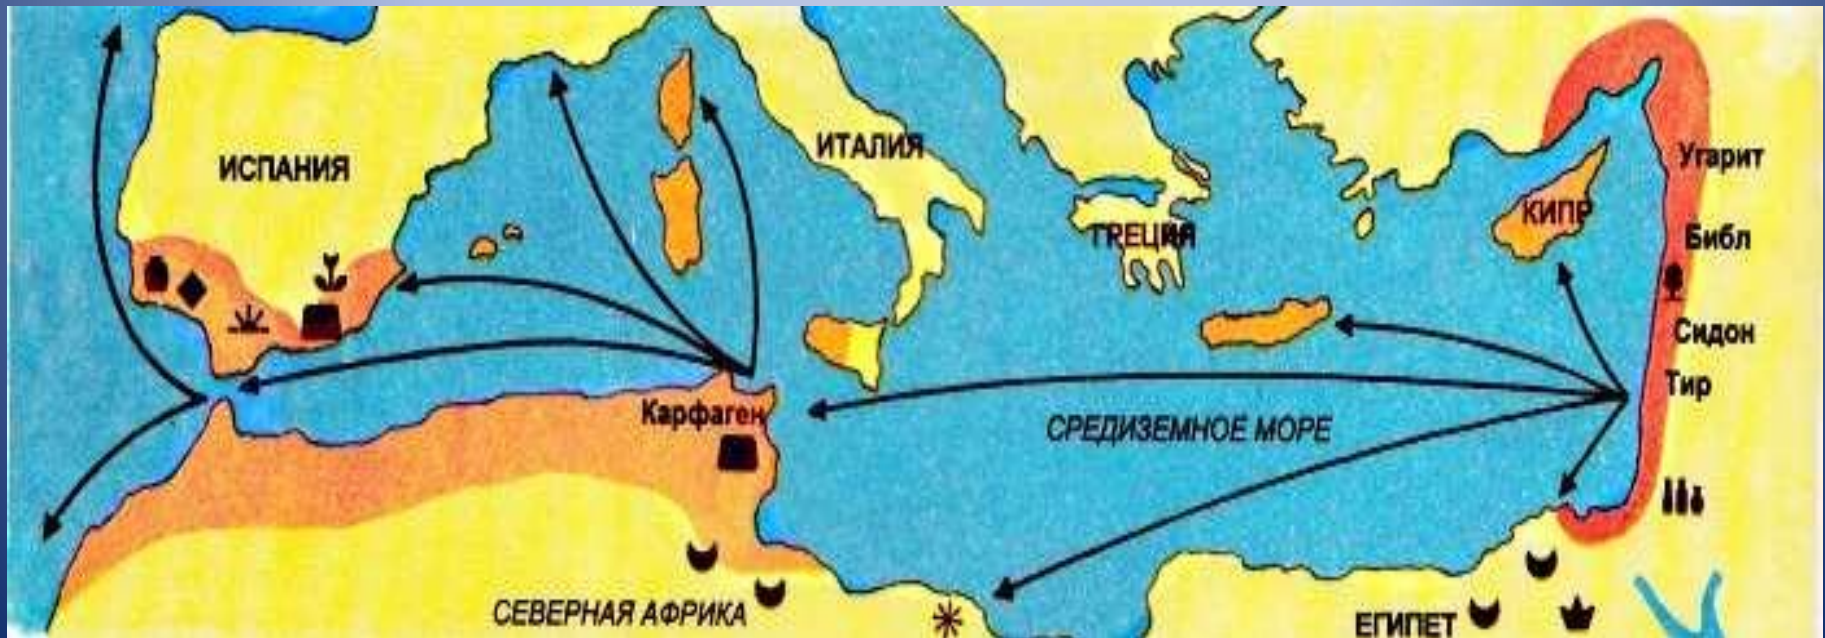 ИСПАНИЯ
ИТАЛИЯ
ГРЕЦИЯ
КИПР
Угарит
Библ
Сидон
Тир
Карфаген
СРЕДИЗЕМНОЕ МОРЕ
СЕВЕРНАЯ АФРИКА
ЕГИПЕТ